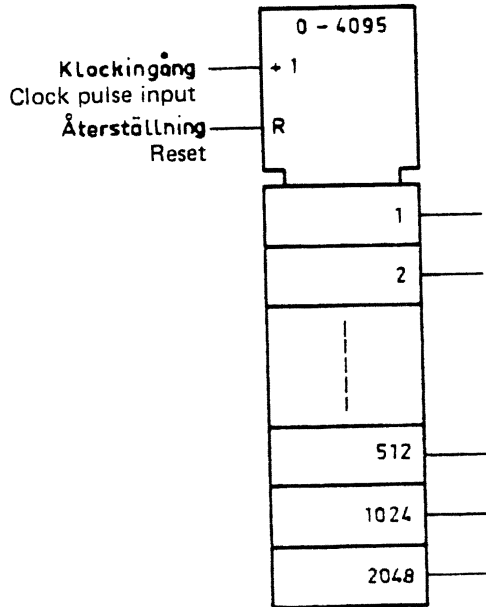 0 - 4095
Klockingång
+ 1
Clock pulse input
Återställning
R
Reset
1
2
512
1024
2048